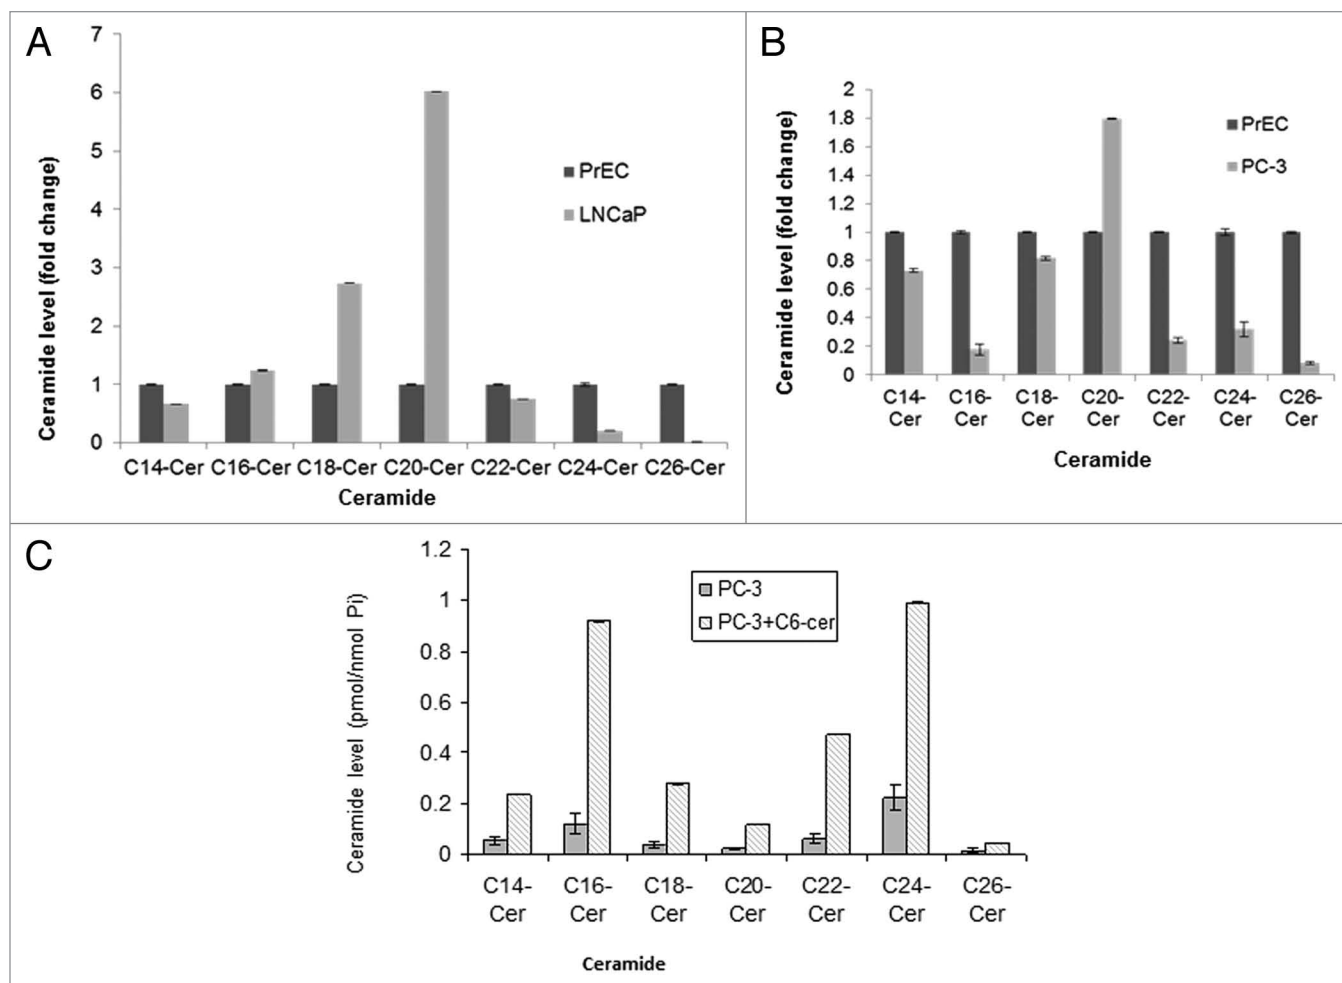 A
7
6
5
4
3
2
1
0
Ceramide level (fold change)
PrEC
LNCaP
C14-Cer C16-Cer C18-Cer C20-Cer C22-Cer C24-Cer C26-Cer
Ceramide
B
2
1.8
1.6
1.4
1.2
1
0.8
0.6
0.4
0.2
0
Ceramide level (fold change)
PrEC
PC-3
C14- C16- C18- C20- C22- C24- C26-
Cer Cer Cer Cer Cer Cer Cer
Ceramide
C
1.2
1
0.8
0.6
0.4
0.2
0
Ceramide level (pmol/nmol Pi)
PC-3
PC-3+C6-cer
C14- C16- C18- C20- C22- C24- C26-
Cer Cer Cer Cer Cer Cer Cer
Ceramide